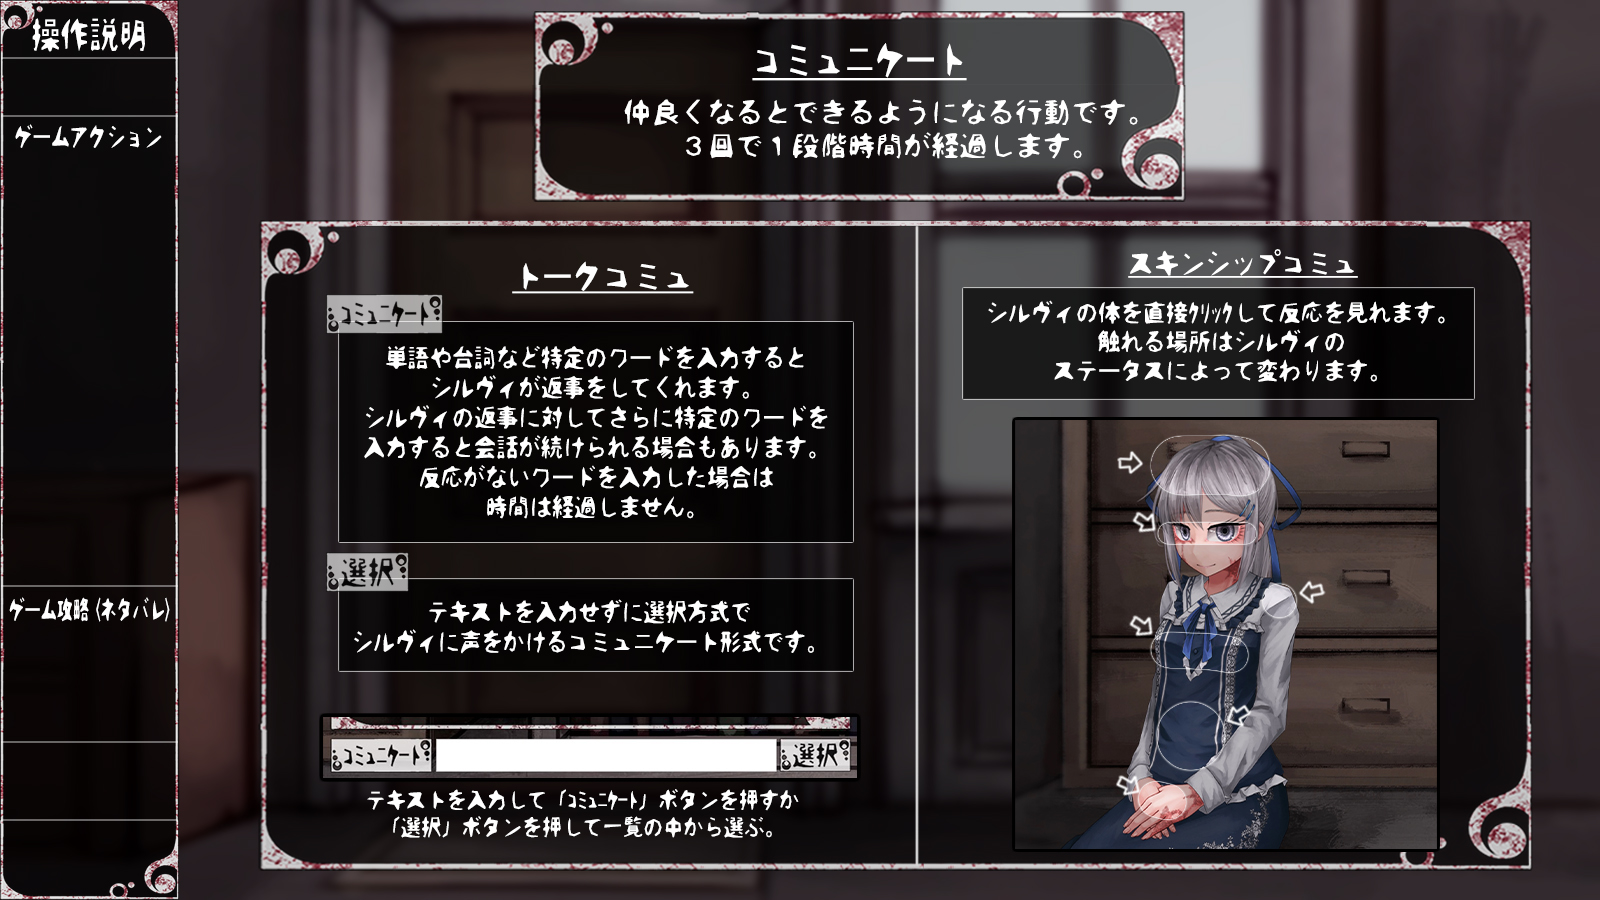 操作説明
ゲームアクション
ゲーム攻略(ネタバレ)
コミュニケート
仲良くなるとできるようになる行動です。
3回で1段階時間が経過します。
トークコミュ
コミュニケート
単語や台詞など特定のワードを入力すると
シルヴィが返事をしてくれます。
シルヴィの返事に対してさらに特定のワードを
入力すると会話が続けられる場合もあります。
反応がないワードを入力した場合は
時間は経過しません。
選択
テキストを入力せずに選択方式で
シルヴィに声をかけるコミュニケート形式です。
コミュニケート
選択
テキストを入力して「コミュニケート」ボタンを押すか
「選択」ボタンを押して一覧の中から選ぶ。
スキンシップコミュ
シルヴィの体を直接クリックして反応を見れます。
触れる場所はシルヴィの
ステータスによって変わります。